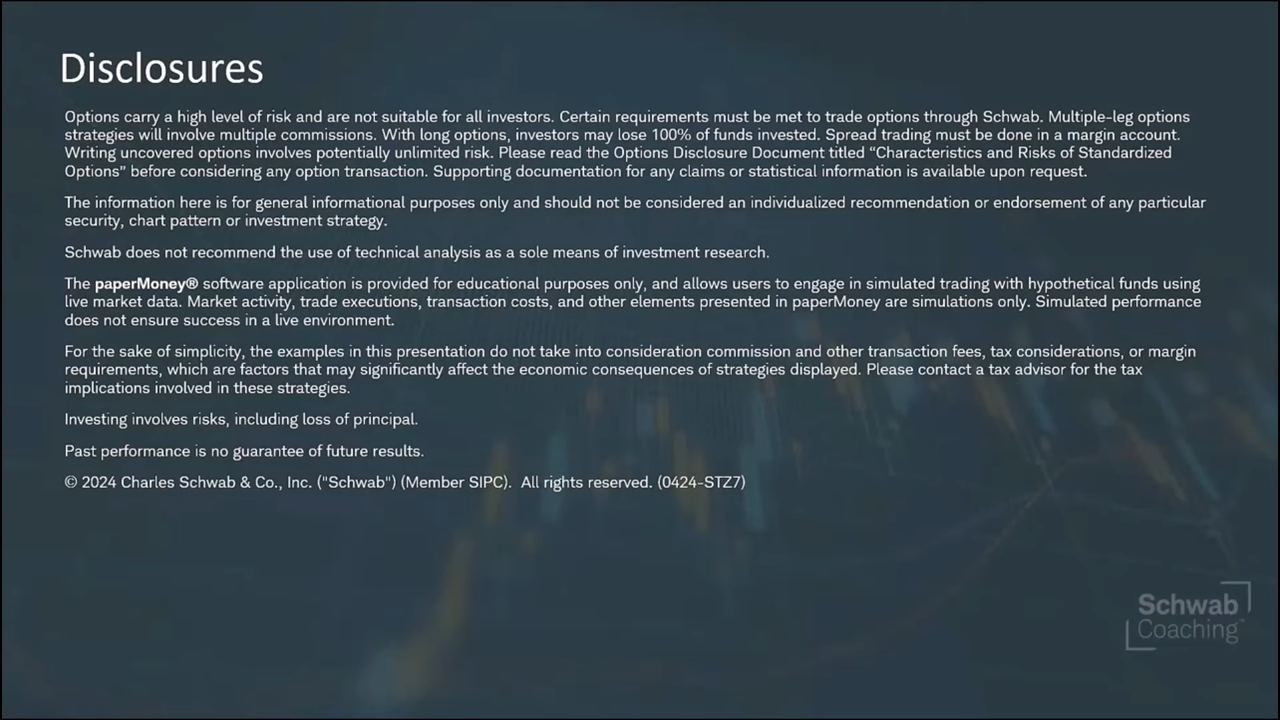 Disclosures
Options carry a high level of risk and are not suitable for all investors. Certain requirements must be met to trade options through Schwab. Multiple-leg options
strategies will involve multiple commissions. With long options, investors may lose 100% of funds invested. Spread trading must be done in a margin account.
Writing uncovered options involves potentially unlimited risk. Please read the Options Disclosure Document titled “Characteristics and Risks of Standardized
Options” before considering any option transaction. Supporting documentation for any claims or statistical information is available upon request.
The information here is for general informational purposes only and should not be considered an individualized recommendation or endorsement of any particular
security, chart pattern or investment strategy.
Schwab does not recommend the use of technical analysis as a sole means of investment research.
The paperMoney® software application is provided for educational purposes only, and allows users to engage in simulated trading with hypothetical funds using
live market data. Market activity, trade executions, transaction costs, and other elements presented in paperMoney are simulations only. Simulated performance
does not ensure success in a live environment.
For the sake of simplicity, the examples in this presentation do not take into consideration commission and other transaction fees, tax considerations, or margin
requirements, which are factors that may significantly affect the economic consequences of strategies displayed. Please contact a tax advisor for the tax
implications involved in these strategies.
Investing involves risks, including loss of principal.
Past performance is no guarantee of future results.
© 2024 Charles Schwab & Co., Inc. ("Schwab") (Member SIPC).  All rights reserved. (0424-STZ7)
Schwab
Coaching™